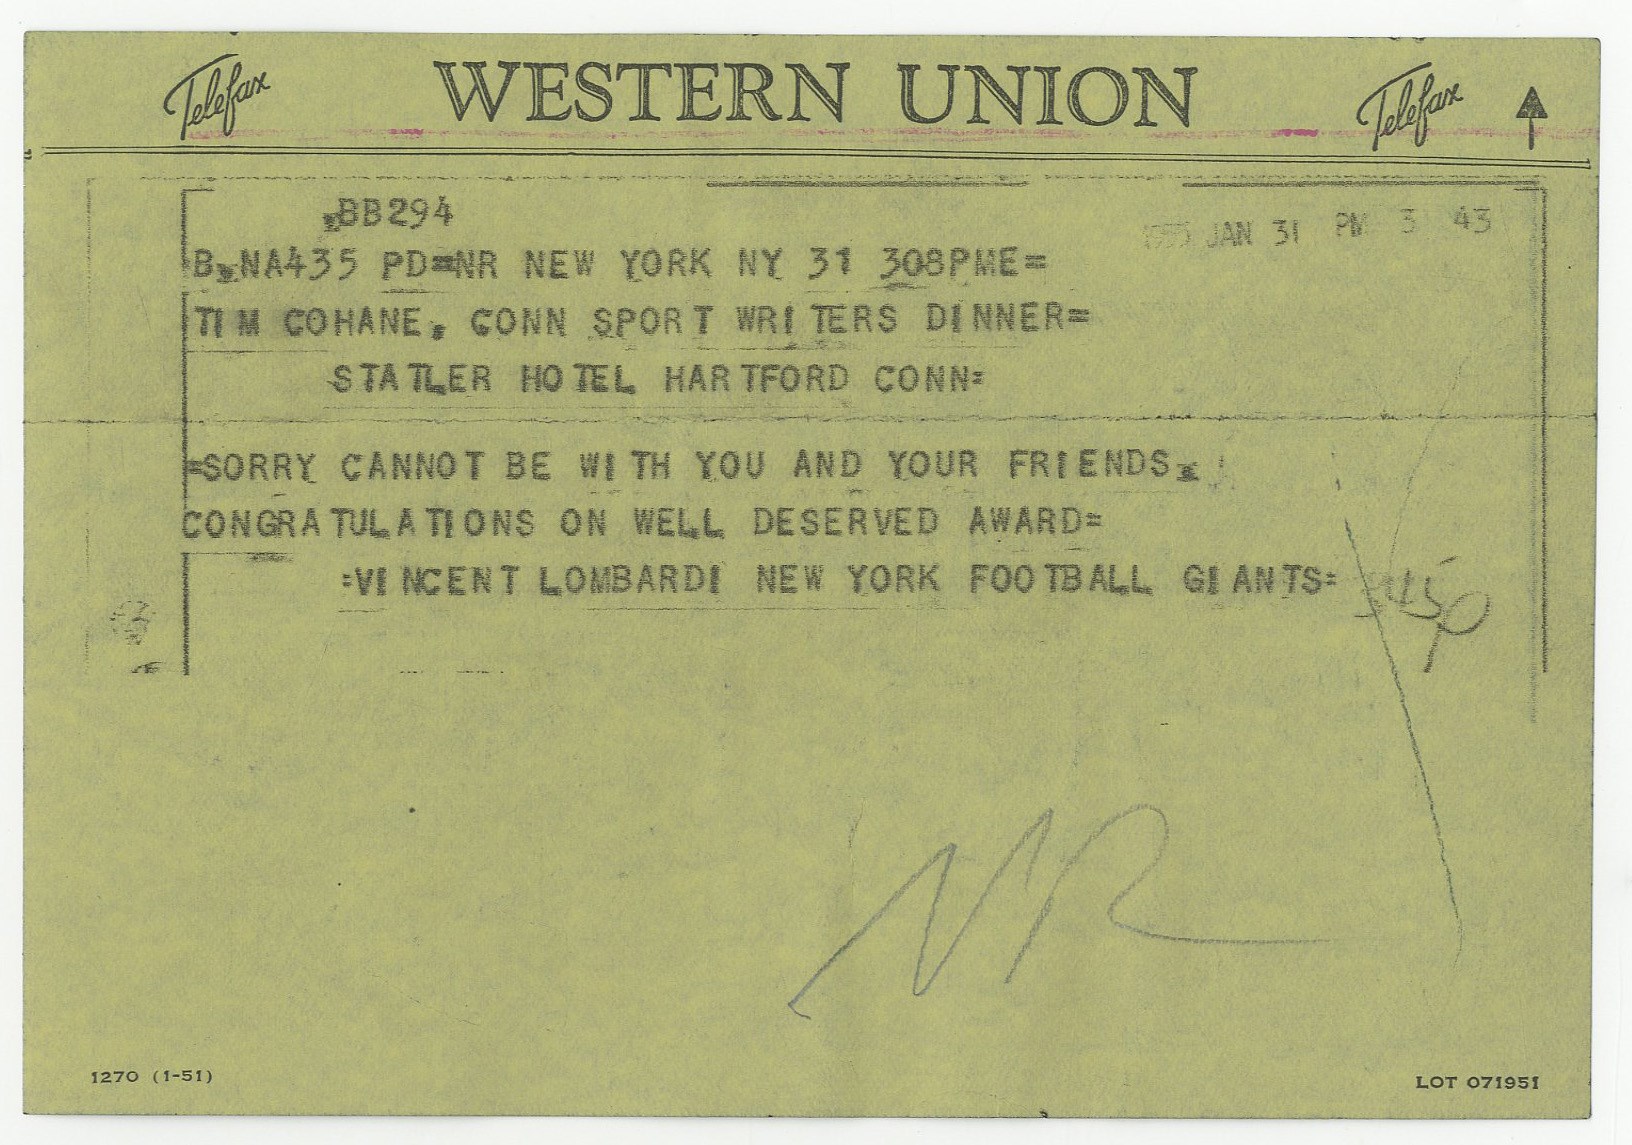 Telefax WESTERN UNION Telefax
.BB294
1955 JAN 31 PM 3 43
B.NA435 PD=NR NEW YORK NY 31 308PME=
TIM COHANE, CONN SPORT WRITERS DINNER=
STATLER HOTEL HARTFORD CONN=
=SORRY CANNOT BE WITH YOU AND YOUR FRIENDS.
CONGRATULATIONS ON WELL DESERVED AWARD=
=VINCENT LOMBARDI NEW YORK FOOTBALL GIANTS=
NR
1270 (1-51)
LOT 071951